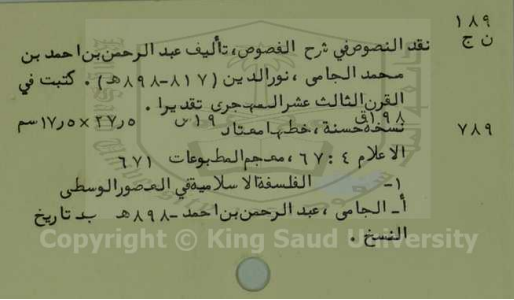 ١٨٩
ن ج
نقد النصوص في شرح الفصوص، تأليف عبد الرحمن بن احمد بن
محمد الجامى، نور الدين (٨١٧-٨٩٨هـ). كتبت في
القرن الثالث عشر الهجرى تقديرا.
١٩٨ق ١٩س ٢٧٫٥×١٧٫٥سم
٧٨٩ نسخة حسنة، خطها معتاد
الاعلام ٤: ٦٧، معجم المطبوعات ٦٧١
١- الفلسفة الاسلامية في العصور الوسطى
أ- الجامى، عبد الرحمن بن احمد -٨٩٨هـ ب- تاريخ
النسخ.
Copyright © King Saud University